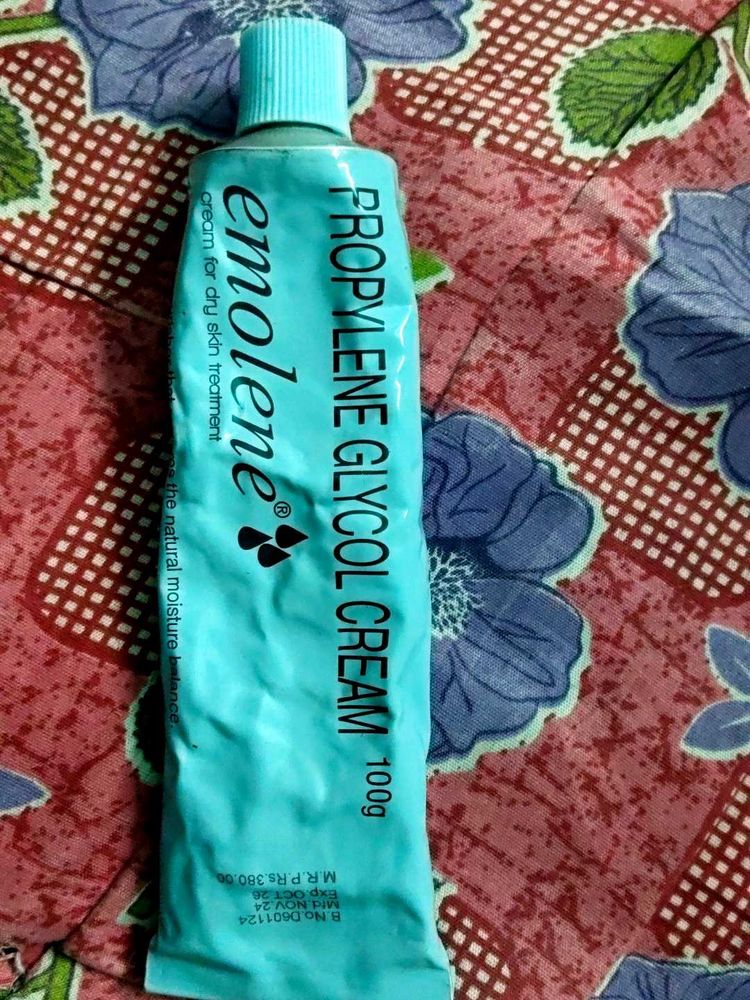 PROPYLENE GLYCOL CREAM 100g
emolene®
cream for dry skin treatment
the natural moisture balance.
B.No.D601124
Mfd.NOV.24
Exp.OCT.26
M.R.P.Rs.380.00